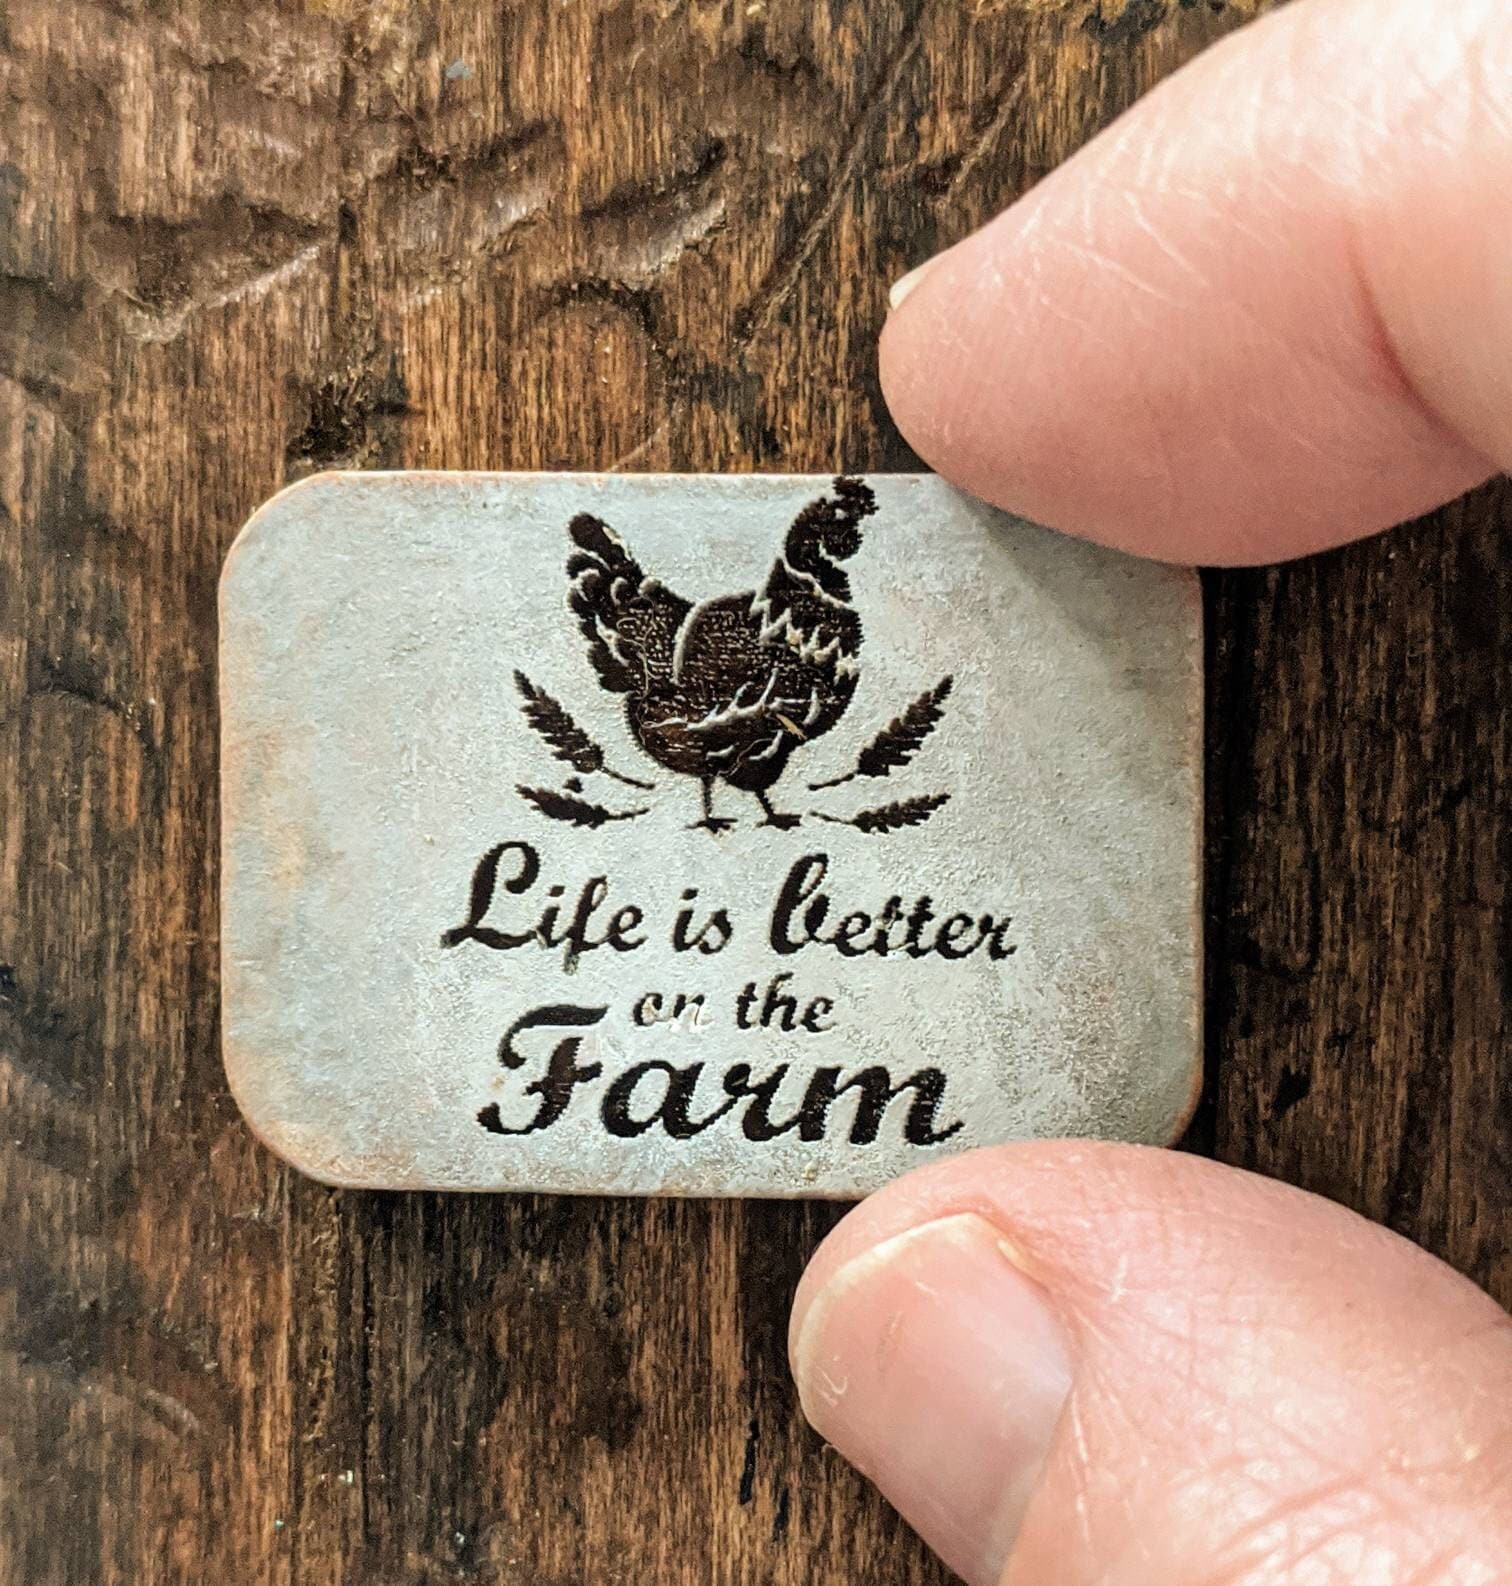 Life is better
on the
Farm